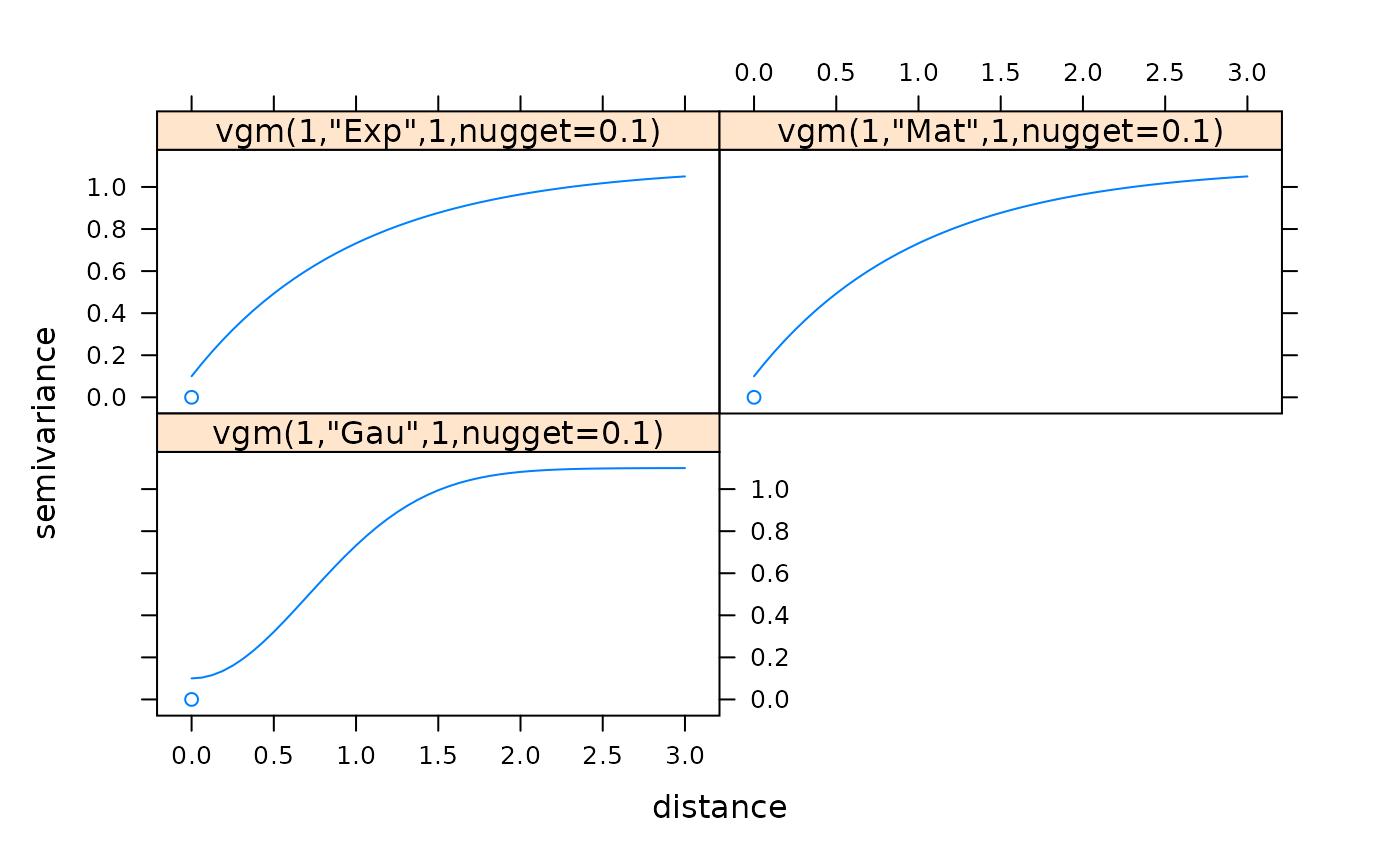 0.0 0.5 1.0 1.5 2.0 2.5 3.0
vgm(1,"Exp",1,nugget=0.1) vgm(1,"Mat",1,nugget=0.1)
1.0
0.8
0.6
0.4
0.2
0.0
semivariance
vgm(1,"Gau",1,nugget=0.1)
1.0
0.8
0.6
0.4
0.2
0.0
0.0 0.5 1.0 1.5 2.0 2.5 3.0
distance